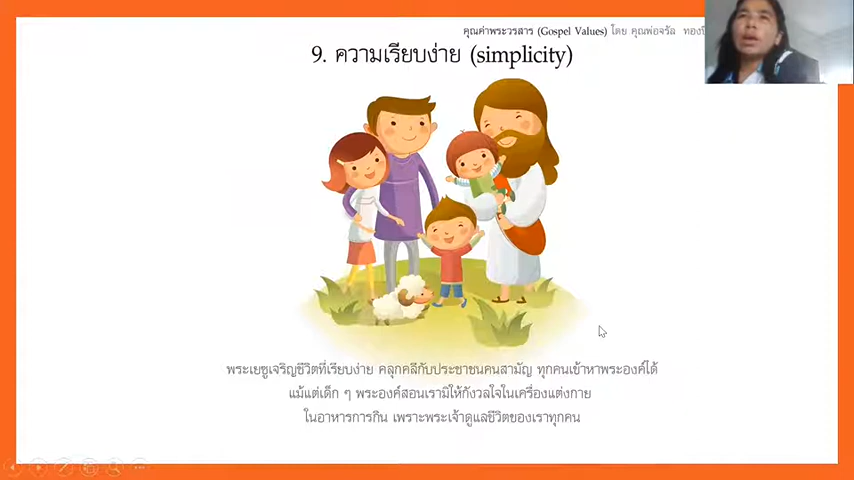 คุณค่าพระวรสาร (Gospel Values) โดย คุณพ่อจรัล
9. ความเรียบง่าย (simplicity)
พระเยซูเจริญชีวิตที่เรียบง่าย คลุกคลีกับประชาชนคนสามัญ ทุกคนเข้าหาพระองค์ได้
แม้แต่เด็ก ๆ พระองค์สอนเรามิให้กังวลใจในเครื่องแต่งกาย
ในอาหารการกิน เพราะพระเจ้าดูแลชีวิตของเราทุกคน